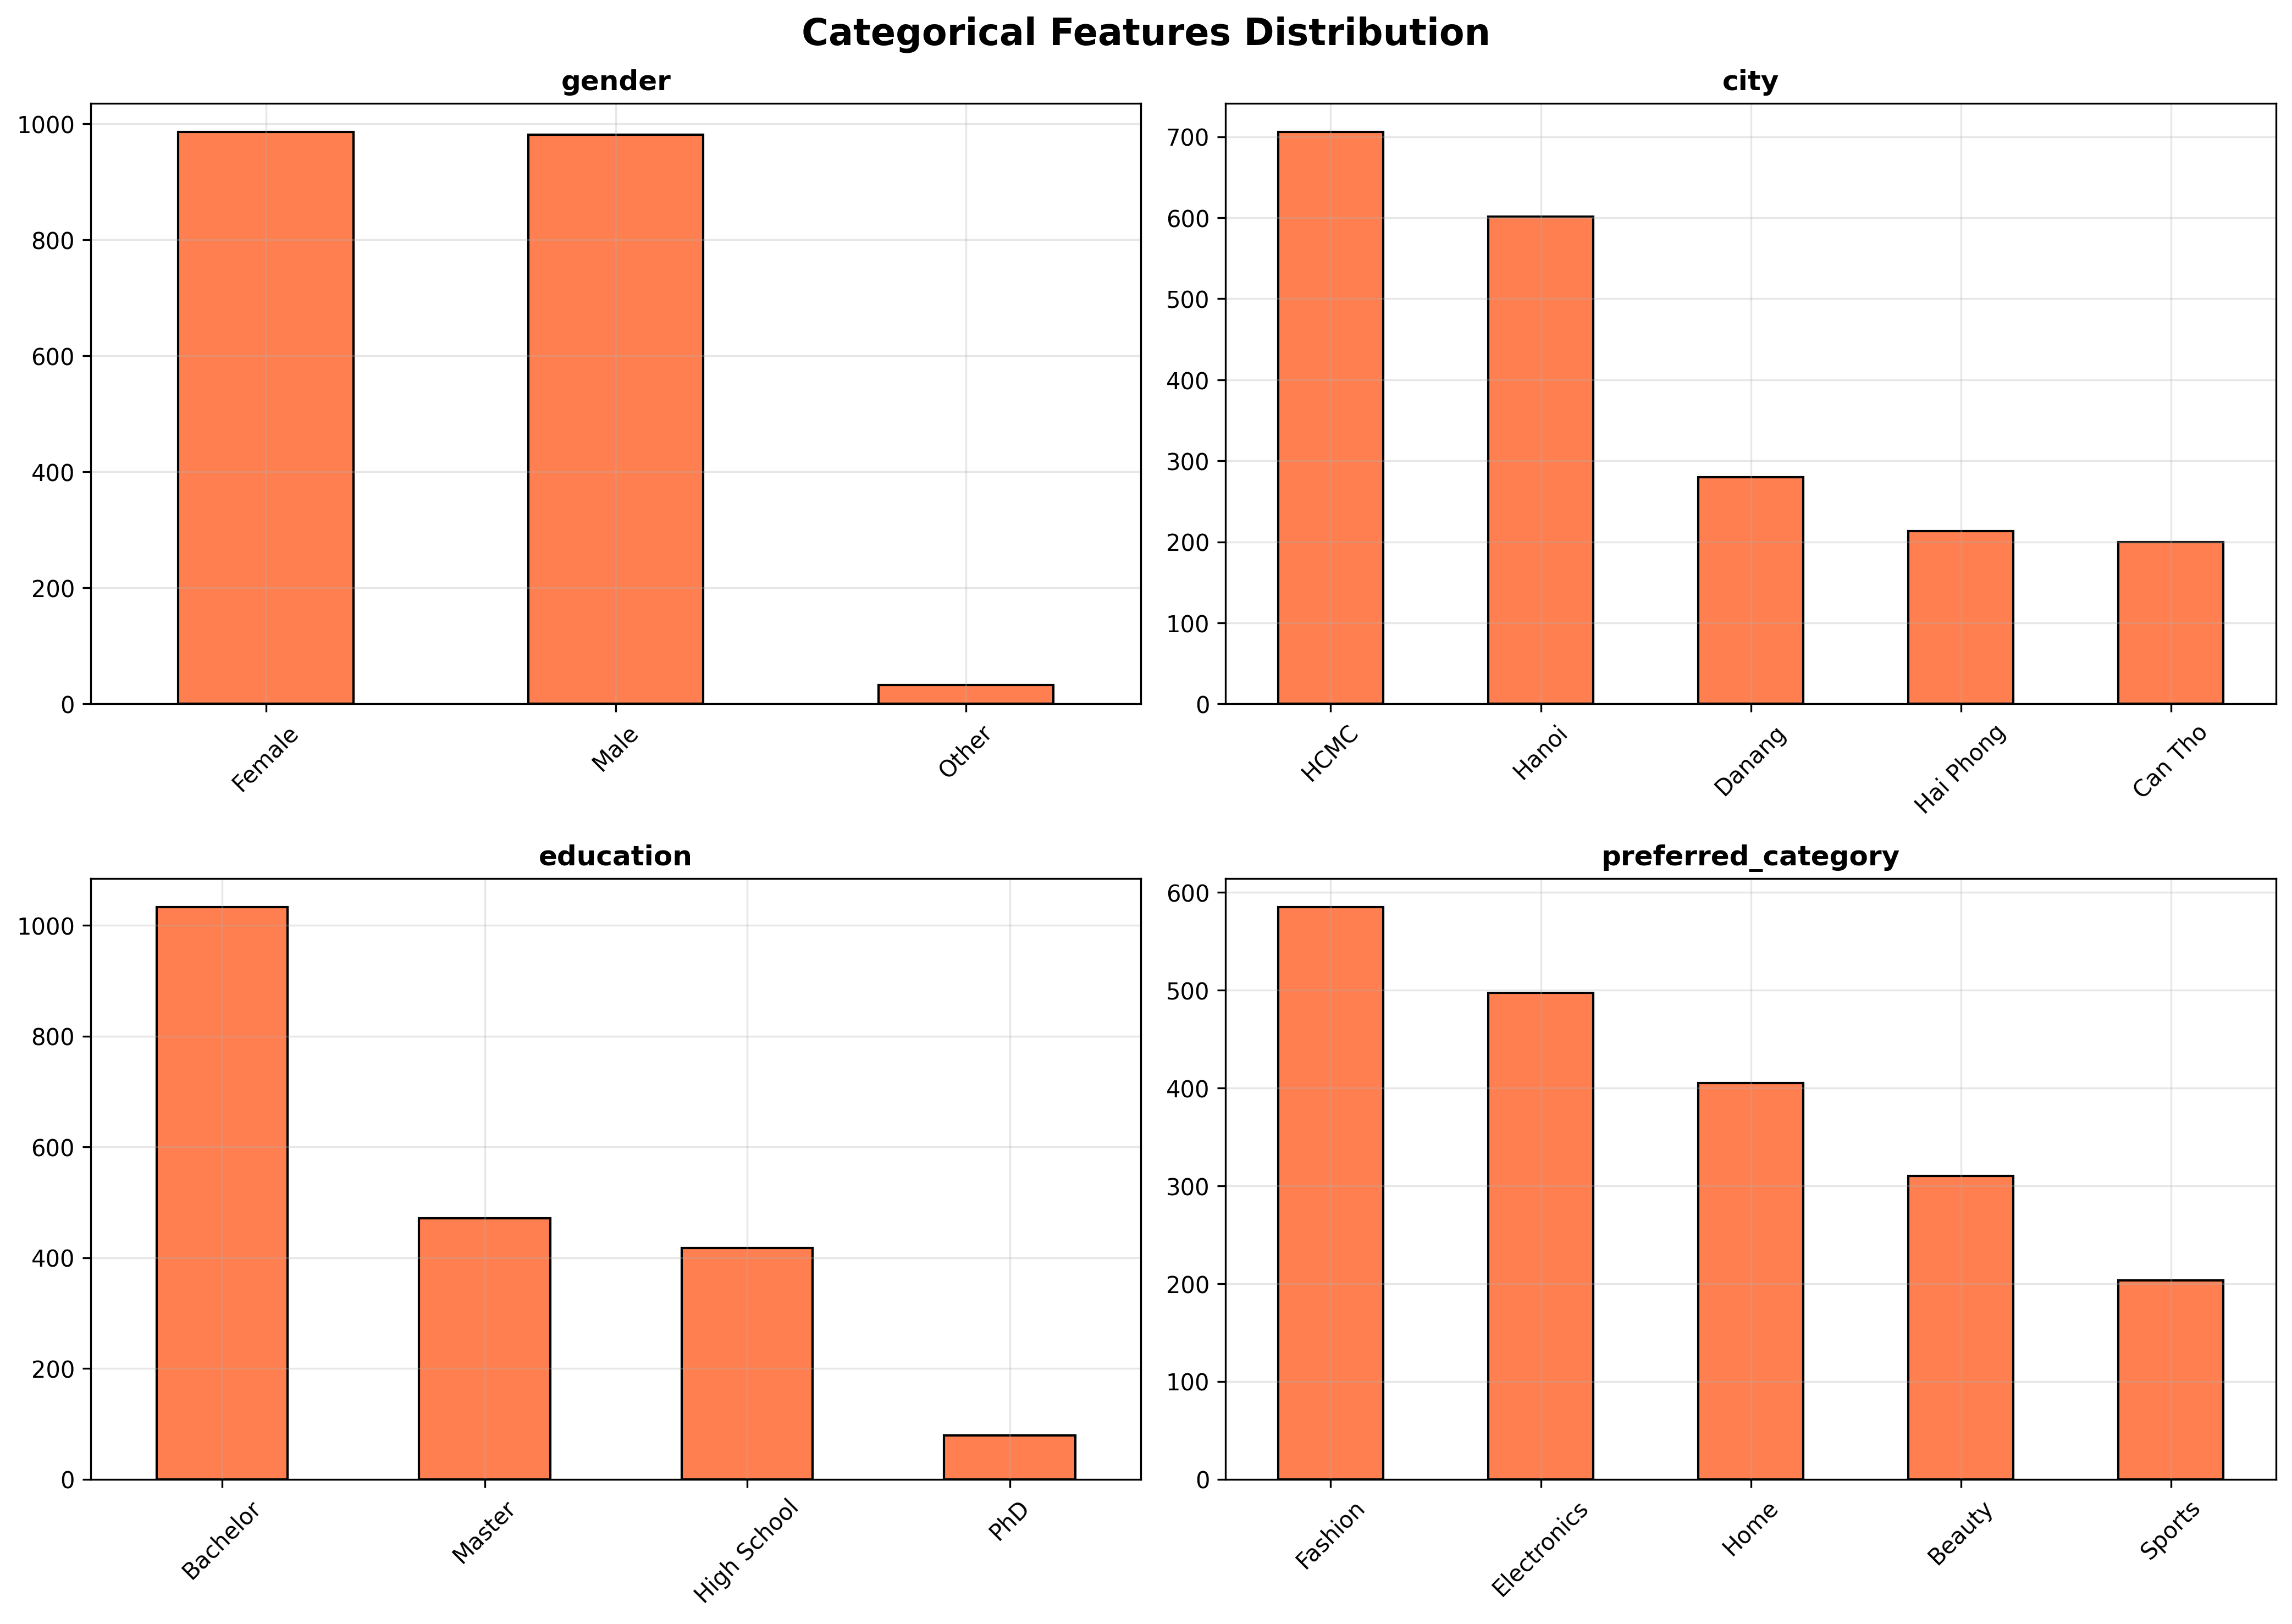 Categorical Features Distribution
gender
1000
800
600
400
200
0
Female
Male
Other
city
700
600
500
400
300
200
100
0
HCMC
Hanoi
Danang
Hai Phong
Can Tho
education
1000
800
600
400
200
0
Bachelor
Master
High School
PhD
preferred_category
600
500
400
300
200
100
0
Fashion
Electronics
Home
Beauty
Sports